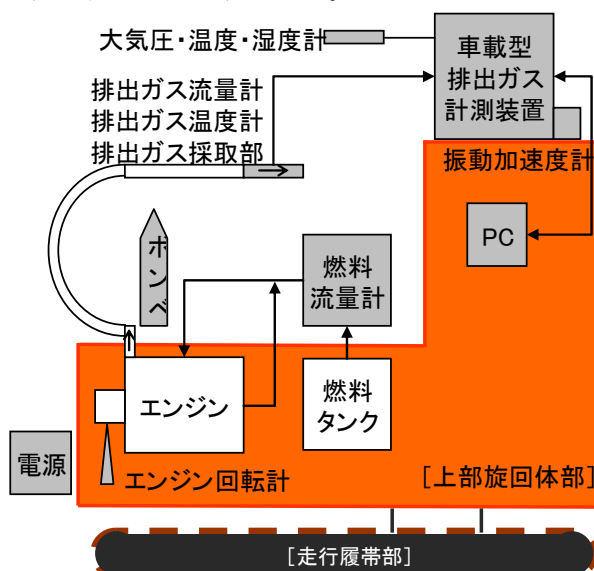 大気圧・温度・湿度計
車載型
排出ガス
計測装置
排出ガス流量計
排出ガス温度計
排出ガス採取部
振動加速度計
PC
ボンベ
燃料
流量計
エンジン
燃料
タンク
電源
エンジン回転計
[上部旋回体部]
[走行履帯部]